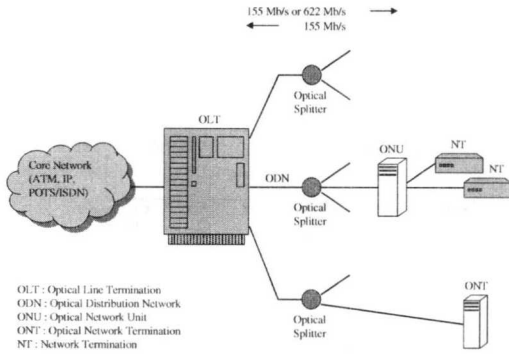 155 Mb/s or 622 Mb/s
155 Mb/s
Optical
Splitter
OLT
Core Network
(ATM, IP,
POTS/ISDN)
ODN
Optical
Splitter
ONU
NT
NT
Optical
Splitter
ONT
OLT : Optical Line Termination
ODN : Optical Distribution Network
ONU : Optical Network Unit
ONT : Optical Network Termination
NT : Network Termination